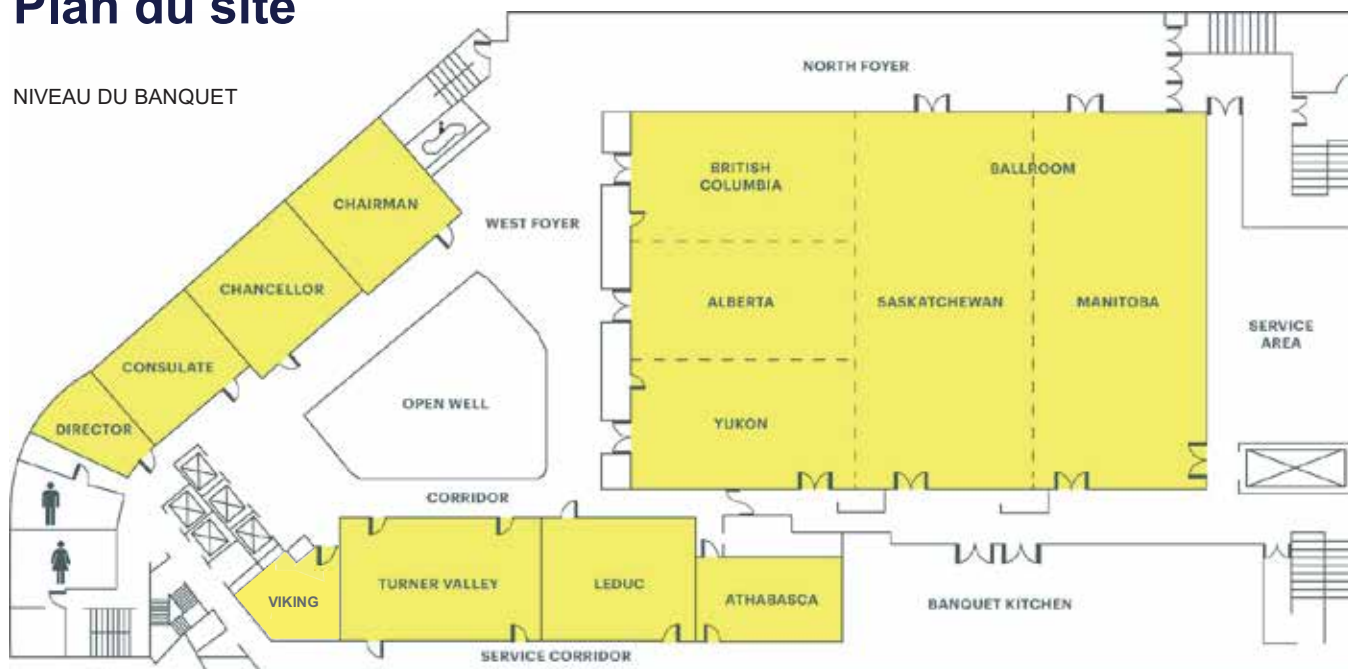 Plan du site
NIVEAU DU BANQUET
NORTH FOYER
BRITISH
COLUMBIA
BALLROOM
CHAIRMAN
WEST FOYER
CHANCELLOR
ALBERTA
SASKATCHEWAN
MANITOBA
SERVICE
AREA
CONSULATE
OPEN WELL
YUKON
DIRECTOR
CORRIDOR
TURNER VALLEY
LEDUC
VIKING
ATHABASCA
BANQUET KITCHEN
SERVICE CORRIDOR